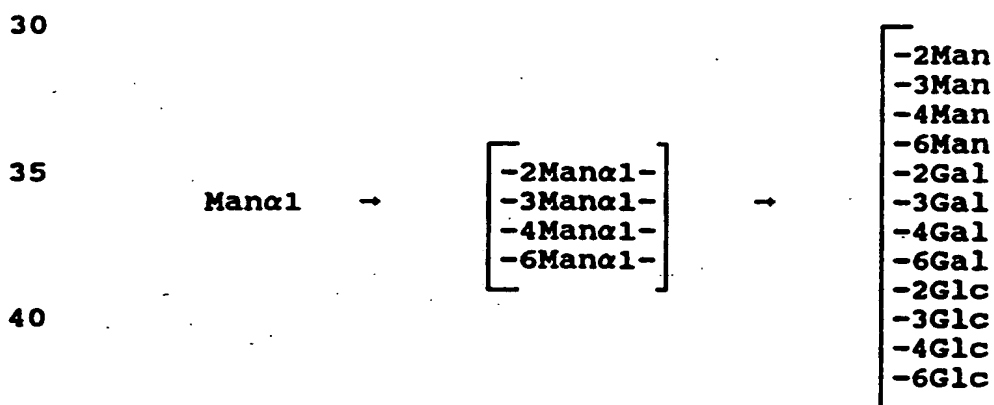 30
-2Man
-3Man
-4Man
-6Man
35 -2Manα1- -2Gal
Manα1 → -3Manα1- → -3Gal
-4Manα1- -4Gal
-6Manα1- -6Gal
-2Glc
40 -3Glc
-4Glc
-6Glc